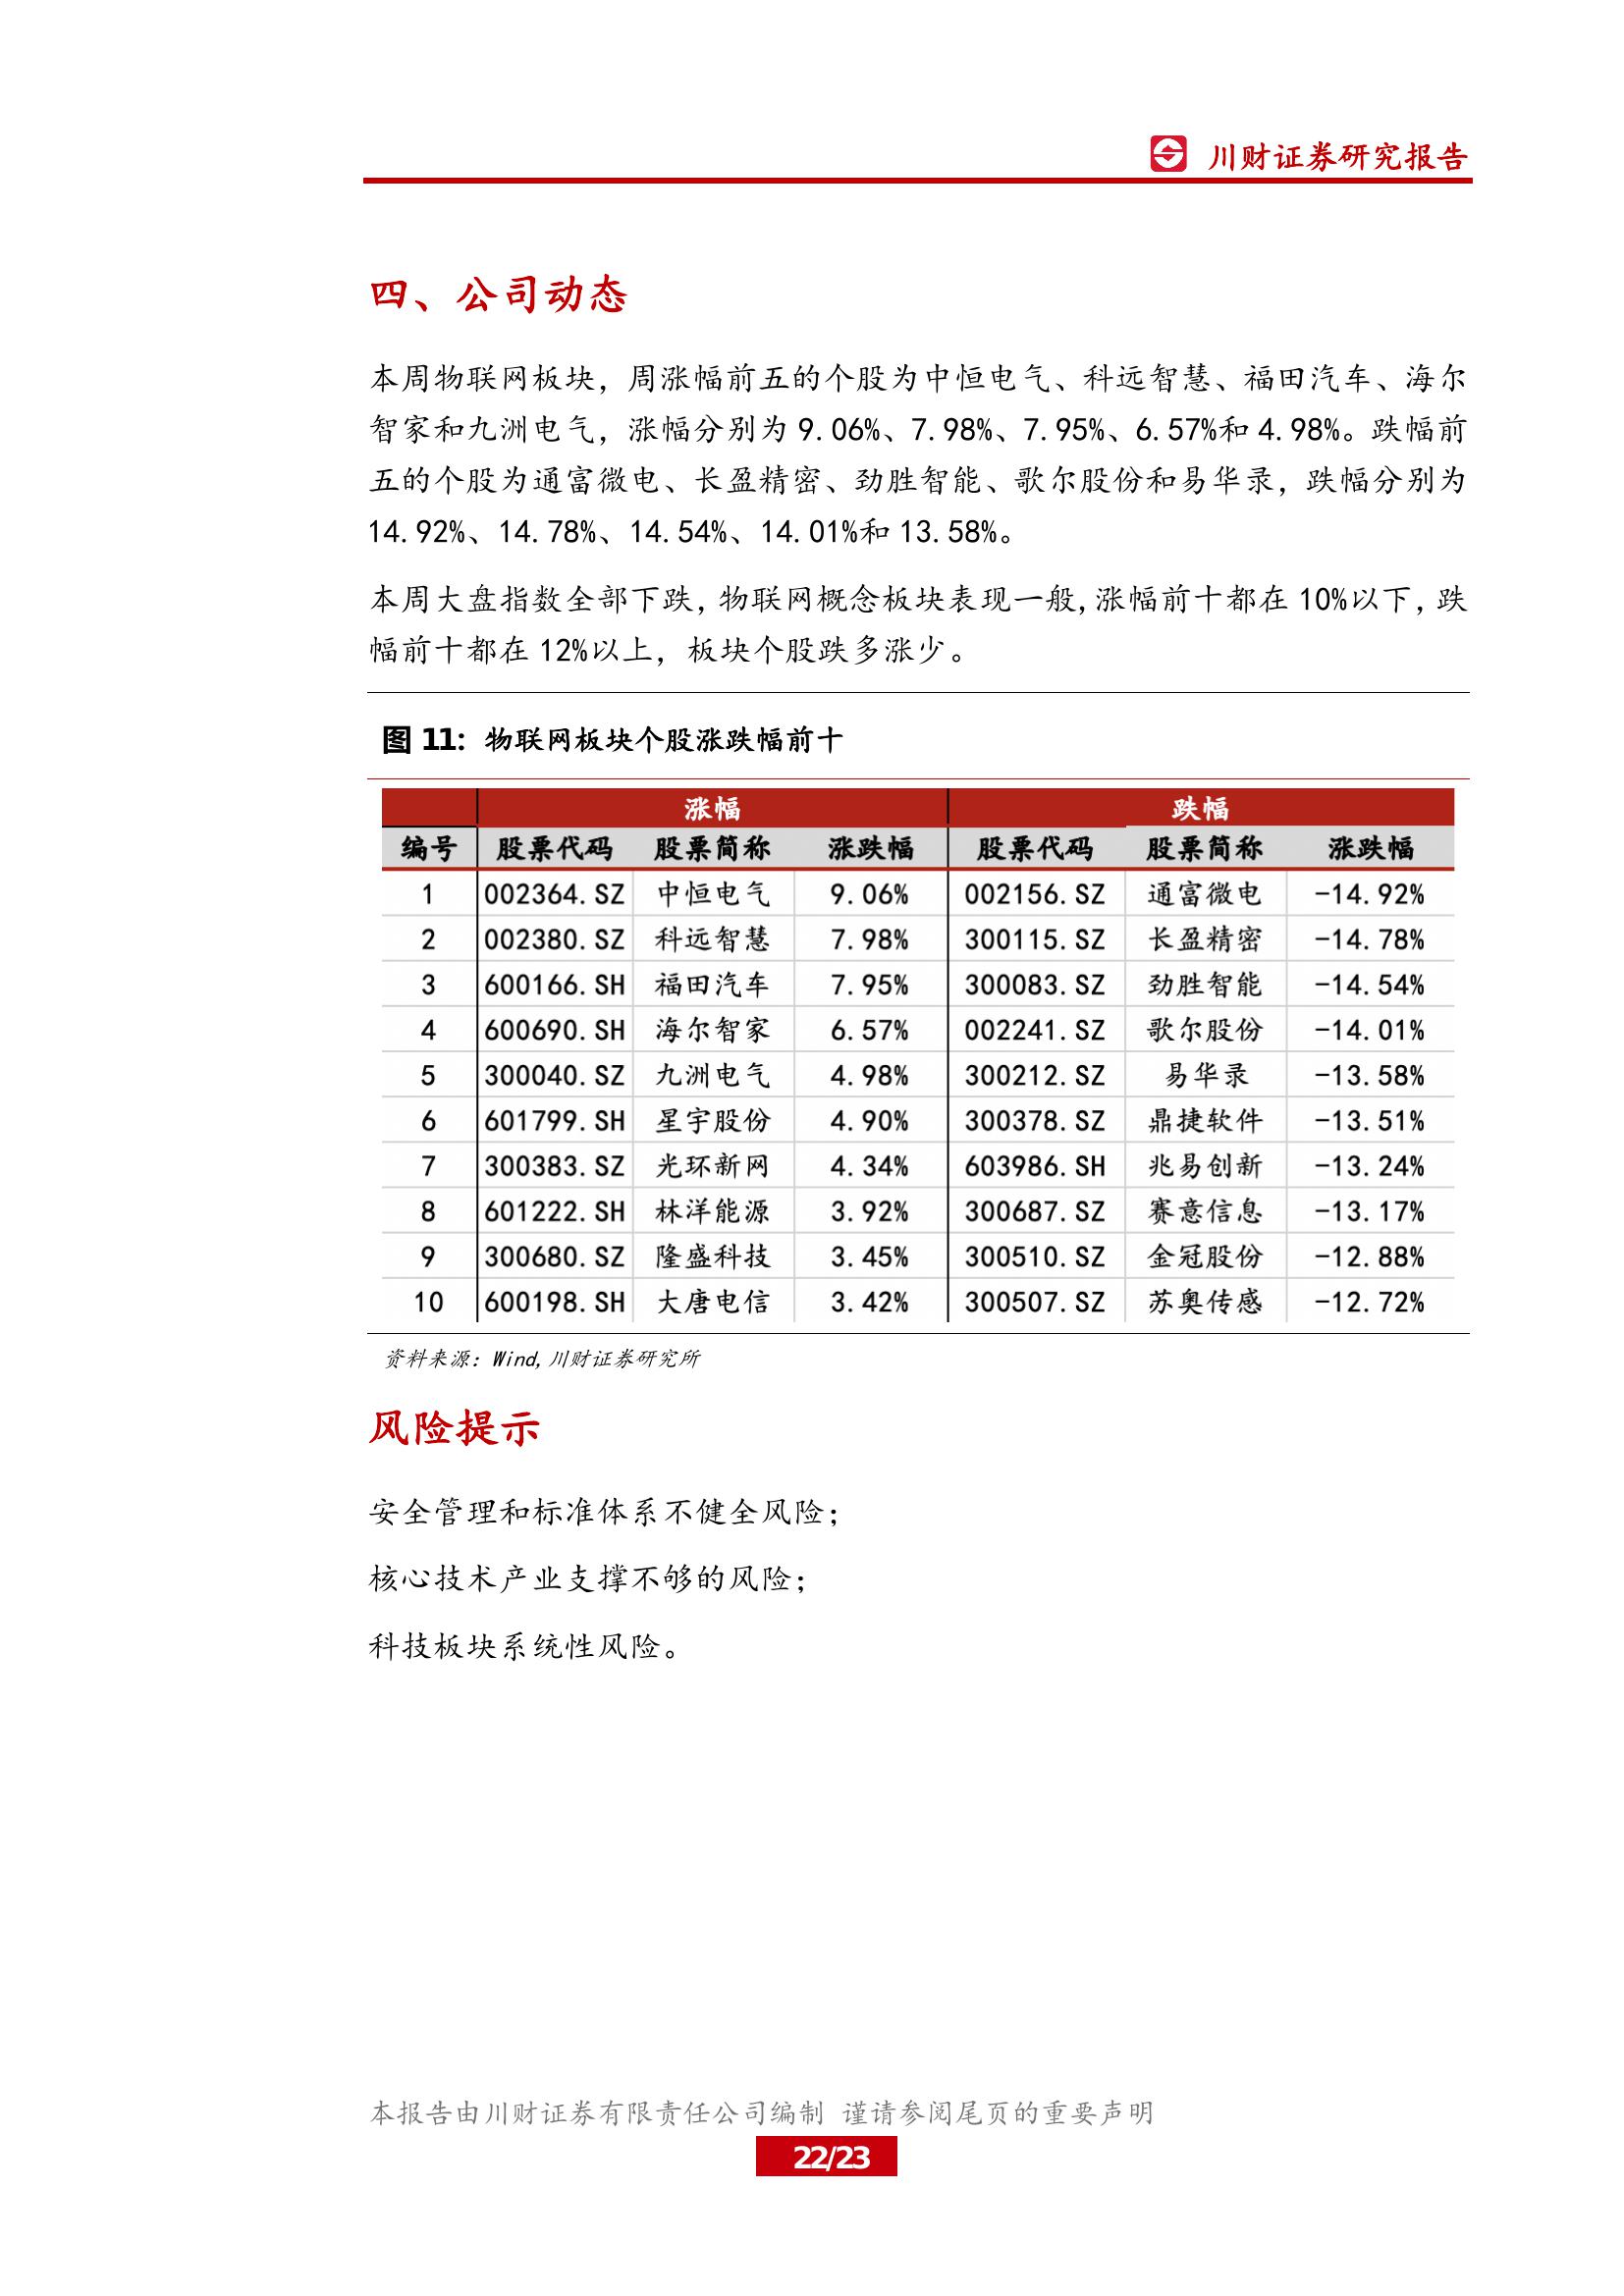 川财证券研究报告
四、公司动态
本周物联网板块，周涨幅前五的个股为中恒电气、科远智慧、福田汽车、海尔
智家和九洲电气，涨幅分别为 9.06%、7.98%、7.95%、6.57%和 4.98%。跌幅前
五的个股为通富微电、长盈精密、劲胜智能、歌尔股份和易华录，跌幅分别为
14.92%、14.78%、14.54%、14.01%和 13.58%。
本周大盘指数全部下跌，物联网概念板块表现一般，涨幅前十都在 10%以下，跌
幅前十都在 12%以上，板块个股跌多涨少。
图 11: 物联网板块个股涨跌幅前十
涨幅 跌幅
编号 股票代码 股票简称 涨跌幅 股票代码 股票简称 涨跌幅
1 002364.SZ 中恒电气 9.06% 002156.SZ 通富微电 -14.92%
2 002380.SZ 科远智慧 7.98% 300115.SZ 长盈精密 -14.78%
3 600166.SH 福田汽车 7.95% 300083.SZ 劲胜智能 -14.54%
4 600690.SH 海尔智家 6.57% 002241.SZ 歌尔股份 -14.01%
5 300040.SZ 九洲电气 4.98% 300212.SZ 易华录 -13.58%
6 601799.SH 星宇股份 4.90% 300378.SZ 鼎捷软件 -13.51%
7 300383.SZ 光环新网 4.34% 603986.SH 兆易创新 -13.24%
8 601222.SH 林洋能源 3.92% 300687.SZ 赛意信息 -13.17%
9 300680.SZ 隆盛科技 3.45% 300510.SZ 金冠股份 -12.88%
10 600198.SH 大唐电信 3.42% 300507.SZ 苏奥传感 -12.72%
资料来源：Wind,川财证券研究所
风险提示
安全管理和标准体系不健全风险；
核心技术产业支撑不够的风险；
科技板块系统性风险。
本报告由川财证券有限责任公司编制 谨请参阅尾页的重要声明
22/23